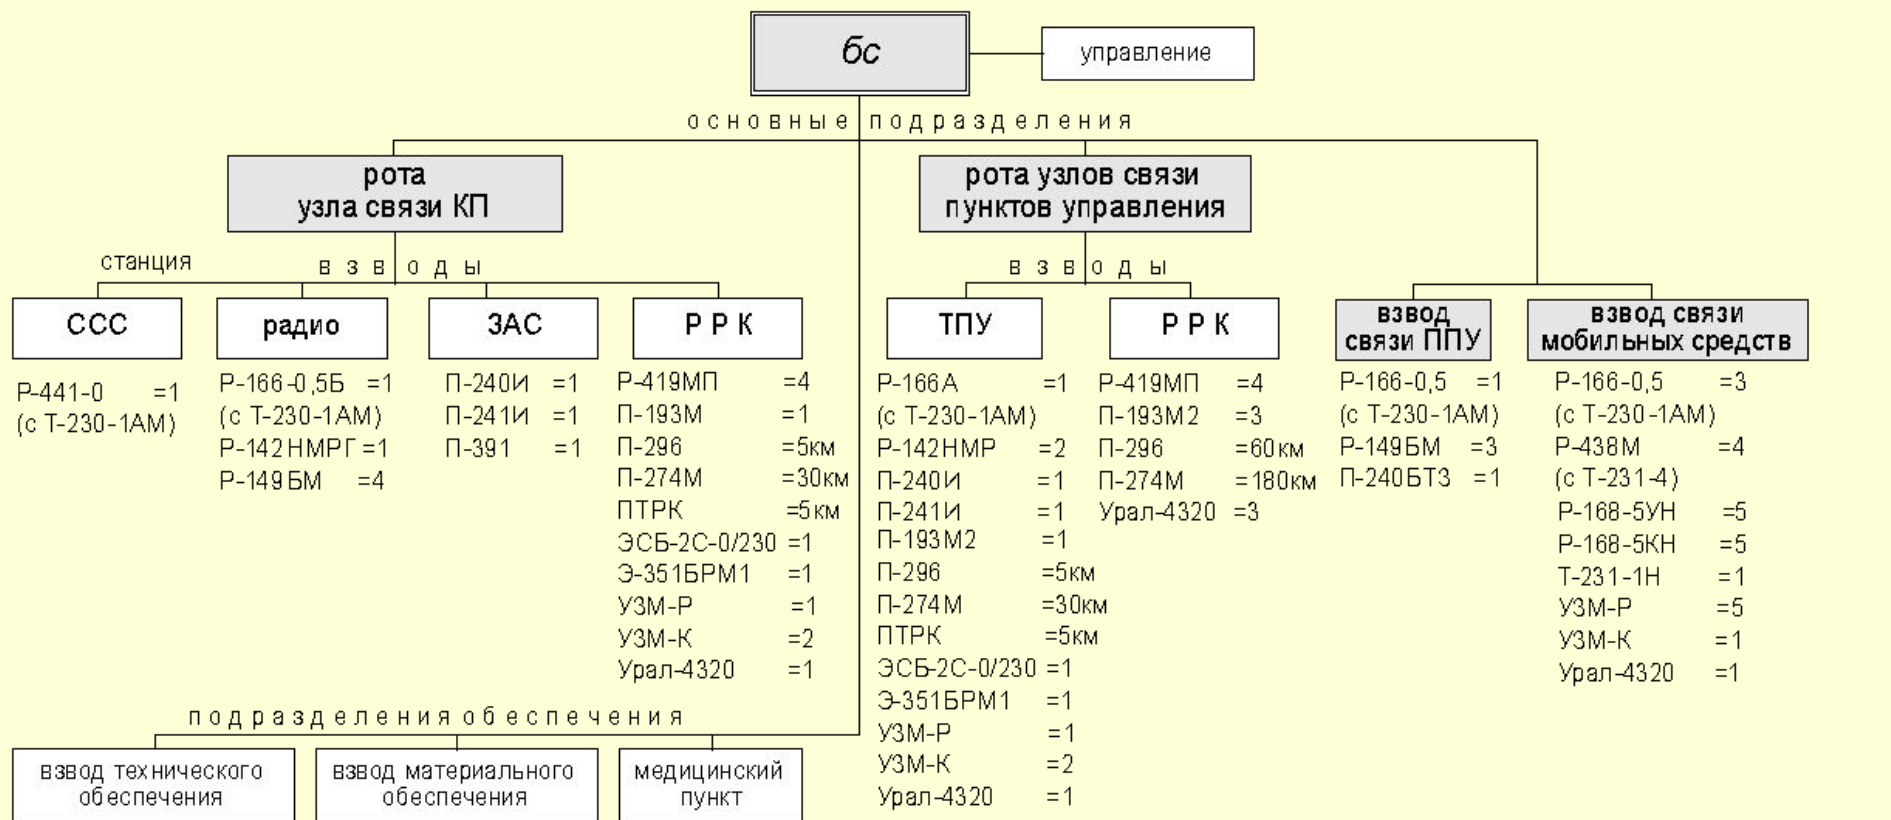 бс
управление
основные подразделения
рота
узла связи КП
рота узлов связи
пунктов управления
станция
взводы
взводы
ССС
Р-441-0 =1
(с Т-230-1АМ)
радио
Р-166-0,5Б =1
(с Т-230-1АМ)
Р-142НМРГ =1
Р-149БМ =4
ЗАС
П-240И =1
П-241И =1
П-391 =1
Р Р К
Р-419МП =4
П-193М =1
П-296 =5км
П-274М =30км
ПТРК =5км
ЭСБ-2С-0/230 =1
Э-351БРМ1 =1
УЗМ-Р =1
УЗМ-К =2
Урал-4320 =1
ТПУ
Р-166А =1
(с Т-230-1АМ)
Р-142НМР =2
П-240И =1
П-241И =1
П-193М2 =1
П-296 =5км
П-274М =30км
ПТРК =5км
ЭСБ-2С-0/230 =1
Э-351БРМ1 =1
УЗМ-Р =1
УЗМ-К =2
Урал-4320 =1
Р Р К
Р-419МП =4
П-193М2 =3
П-296 =60км
П-274М =180км
Урал-4320 =3
взвод
связи ППУ
Р-166-0,5 =1
(с Т-230-1АМ)
Р-149БМ =3
П-240БТЗ =1
взвод связи
мобильных средств
Р-166-0,5 =3
(с Т-230-1АМ)
Р-438М =4
(с Т-231-4)
Р-168-5УН =5
Р-168-5КН =5
Т-231-1Н =1
УЗМ-Р =5
УЗМ-К =1
Урал-4320 =1
подразделения обеспечения
взвод технического
обеспечения
взвод материального
обеспечения
медицинский
пункт